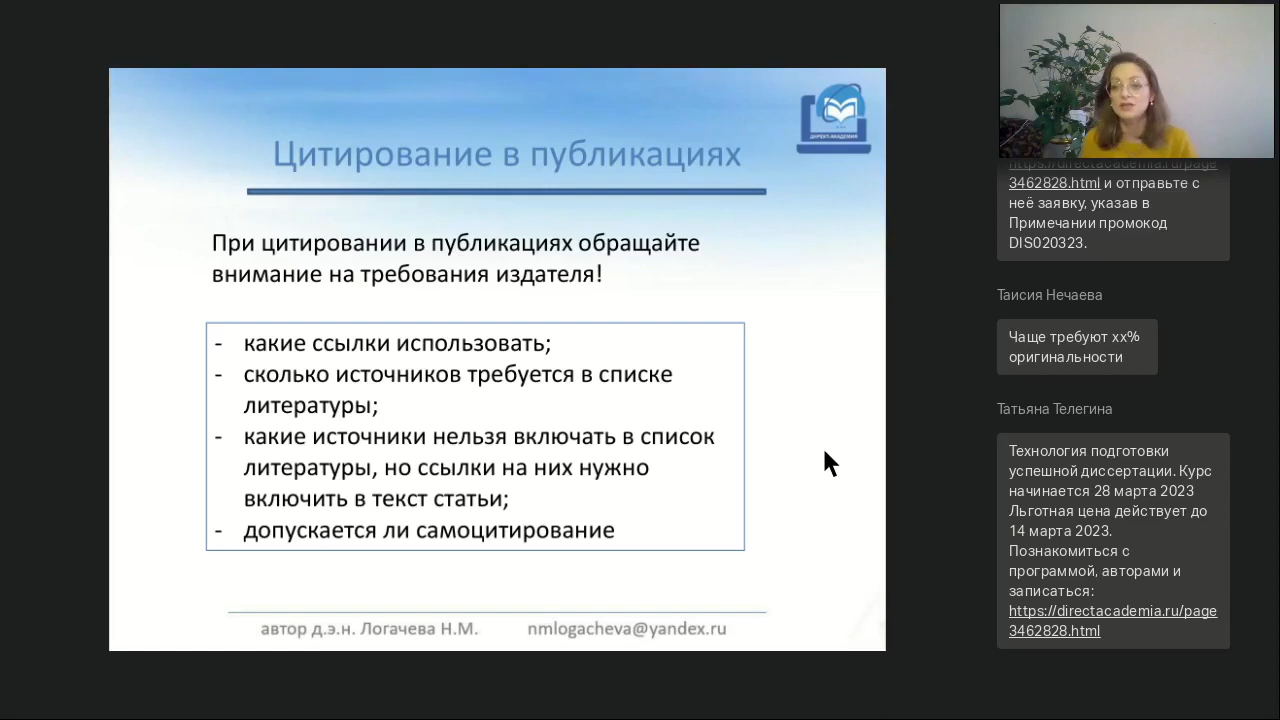 ДИРЕКТ-АКАДЕМИЯ
Цитирование в публикациях
При цитировании в публикациях обращайте
внимание на требования издателя!
- какие ссылки использовать;
- сколько источников требуется в списке
литературы;
- какие источники нельзя включать в список
литературы, но ссылки на них нужно
включить в текст статьи;
- допускается ли самоцитирование
автор д.э.н. Логачева Н.М. nmlogacheva@yandex.ru
https://directacademia.ru/page
3462828.html и отправьте с
неё заявку, указав в
Примечании промокод
DIS020323.
Таисия Нечаева
Чаще требуют xx%
оригинальности
Татьяна Телегина
Технология подготовки
успешной диссертации. Курс
начинается 28 марта 2023
Льготная цена действует до
14 марта 2023.
Познакомиться с
программой, авторами и
записаться:
https://directacademia.ru/page
3462828.html